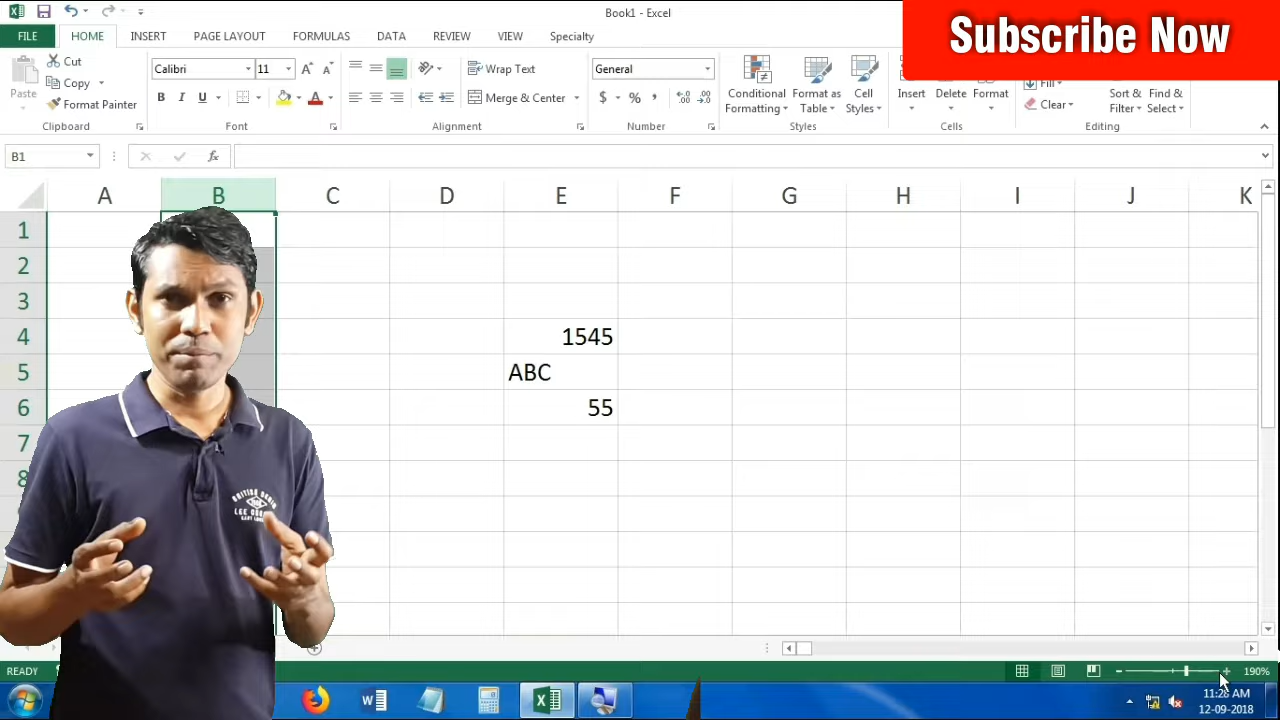 Book1 - Excel
Subscribe Now
FILE HOME INSERT PAGE LAYOUT FORMULAS DATA REVIEW VIEW Specialty
Cut
Copy
Format Painter
Paste
Calibri 11
B I U
Wrap Text
Merge & Center
General
$ % ,
Conditional Formatting
Format as Table
Cell Styles
Insert Delete Format
Fill
Clear
Sort & Filter
Find & Select
Clipboard Font Alignment Number Styles Cells Editing
B1 fx
A B C D E F G H I J K
1
2
3
4 1545
5 ABC
6 55
7
8
READY 190%
11:28 AM
12-09-2018